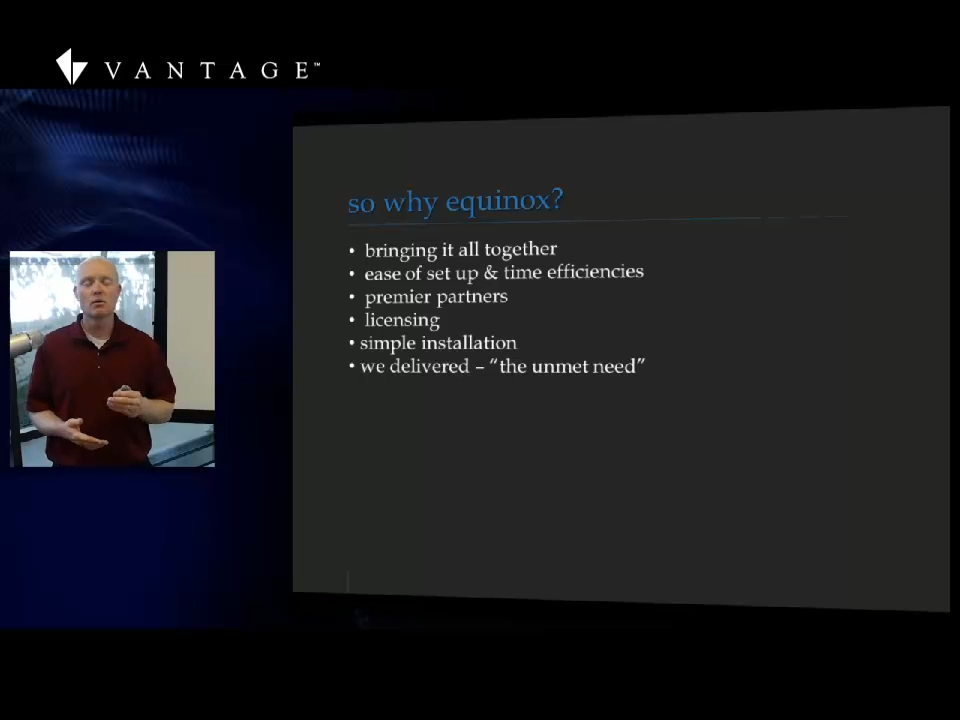 VANTAGE™
so why equinox?
• bringing it all together
• ease of set up & time efficiencies
• premier partners
• licensing
• simple installation
• we delivered – “the unmet need”